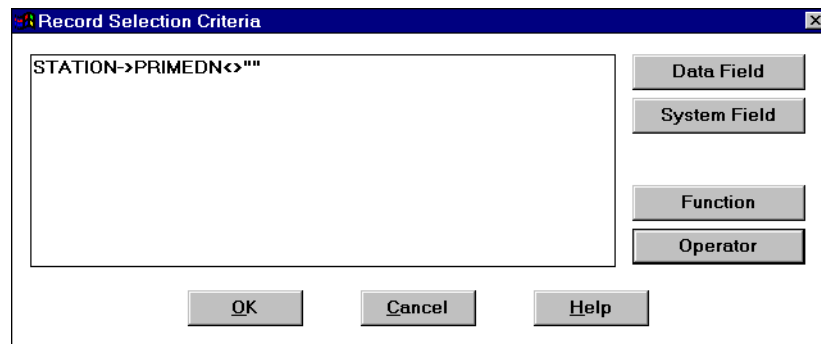 Record Selection Criteria
STATION->PRIMEDN<>""
Data Field
System Field
Function
Operator
OK
Cancel
Help